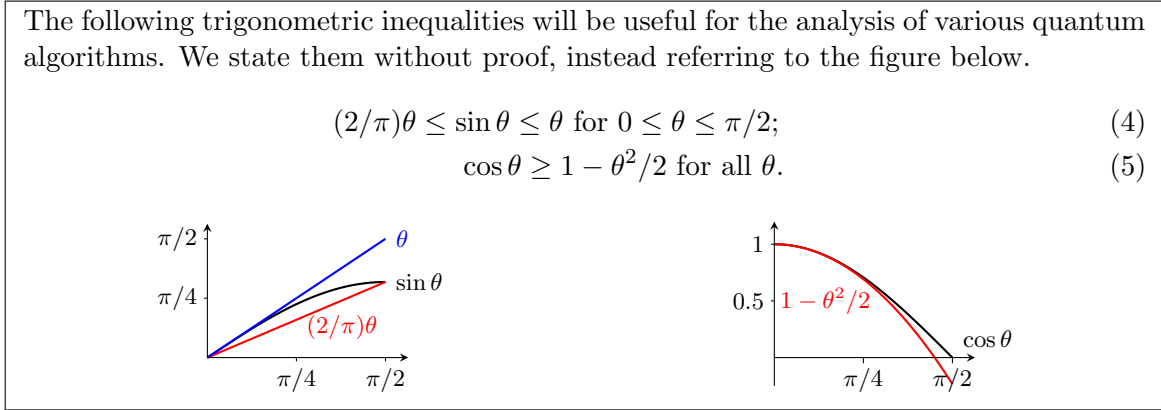 The following trigonometric inequalities will be useful for the analysis of various quantum
algorithms. We state them without proof, instead referring to the figure below.
(2/π)θ ≤ sin θ ≤ θ for 0 ≤ θ ≤ π/2; (4)
cos θ ≥ 1 − θ²/2 for all θ. (5)
π/2
θ
π/4
sin θ
(2/π)θ
π/4
π/2
1
0.5
1 − θ²/2
cos θ
π/4
π/2